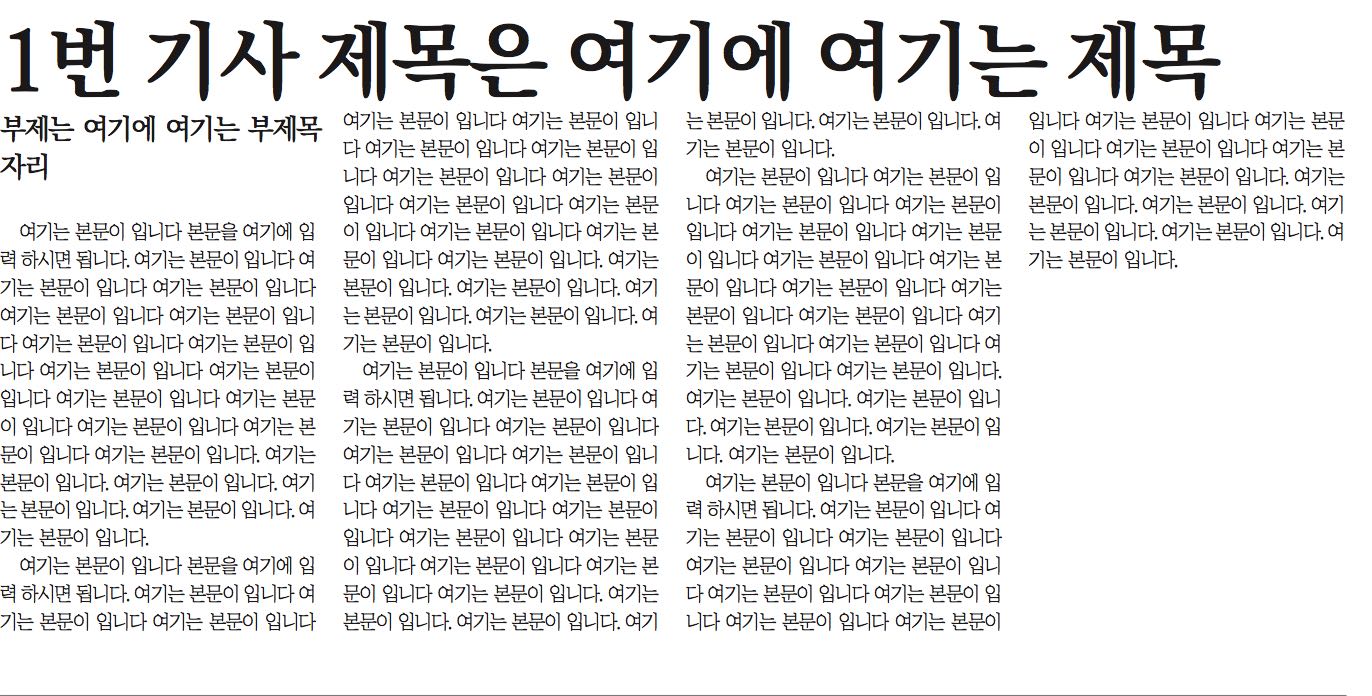 1번 기사 제목은 여기에 여기는 제목
부제는 여기에 여기는 부제목
자리
여기는 본문이 입니다 본문을 여기에 입
력 하시면 됩니다. 여기는 본문이 입니다 여
기는 본문이 입니다 여기는 본문이 입니다
여기는 본문이 입니다 여기는 본문이 입니
다 여기는 본문이 입니다 여기는 본문이 입
니다 여기는 본문이 입니다 여기는 본문이
입니다 여기는 본문이 입니다 여기는 본문
이 입니다 여기는 본문이 입니다 여기는 본
문이 입니다 여기는 본문이 입니다. 여기는
본문이 입니다. 여기는 본문이 입니다. 여기
는 본문이 입니다. 여기는 본문이 입니다. 여
기는 본문이 입니다.
여기는 본문이 입니다 본문을 여기에 입
력 하시면 됩니다. 여기는 본문이 입니다 여
기는 본문이 입니다 여기는 본문이 입니다
여기는 본문이 입니다 여기는 본문이 입니
다 여기는 본문이 입니다 여기는 본문이 입
니다 여기는 본문이 입니다 여기는 본문이
입니다 여기는 본문이 입니다 여기는 본문
이 입니다 여기는 본문이 입니다 여기는 본
문이 입니다 여기는 본문이 입니다. 여기는
본문이 입니다. 여기는 본문이 입니다. 여기
는 본문이 입니다. 여기는 본문이 입니다. 여
기는 본문이 입니다.
여기는 본문이 입니다 본문을 여기에 입
력 하시면 됩니다. 여기는 본문이 입니다 여
기는 본문이 입니다 여기는 본문이 입니다
여기는 본문이 입니다 여기는 본문이 입니
다 여기는 본문이 입니다 여기는 본문이 입
니다 여기는 본문이 입니다 여기는 본문이
입니다 여기는 본문이 입니다 여기는 본문
이 입니다 여기는 본문이 입니다 여기는 본
문이 입니다 여기는 본문이 입니다. 여기는
본문이 입니다. 여기는 본문이 입니다. 여기
는 본문이 입니다. 여기는 본문이 입니다. 여
기는 본문이 입니다.
여기는 본문이 입니다 여기는 본문이 입
니다 여기는 본문이 입니다 여기는 본문이
입니다 여기는 본문이 입니다 여기는 본문
이 입니다 여기는 본문이 입니다 여기는 본
문이 입니다 여기는 본문이 입니다 여기는
본문이 입니다 여기는 본문이 입니다 여기
는 본문이 입니다 여기는 본문이 입니다 여
기는 본문이 입니다 여기는 본문이 입니다.
여기는 본문이 입니다. 여기는 본문이 입니
다. 여기는 본문이 입니다. 여기는 본문이 입
니다. 여기는 본문이 입니다.
여기는 본문이 입니다 본문을 여기에 입
력 하시면 됩니다. 여기는 본문이 입니다 여
기는 본문이 입니다 여기는 본문이 입니다
여기는 본문이 입니다 여기는 본문이 입니
다 여기는 본문이 입니다 여기는 본문이 입
니다 여기는 본문이 입니다 여기는 본문이
입니다 여기는 본문이 입니다 여기는 본문
이 입니다 여기는 본문이 입니다 여기는 본
문이 입니다 여기는 본문이 입니다. 여기는
본문이 입니다. 여기는 본문이 입니다. 여기
는 본문이 입니다. 여기는 본문이 입니다. 여
기는 본문이 입니다.